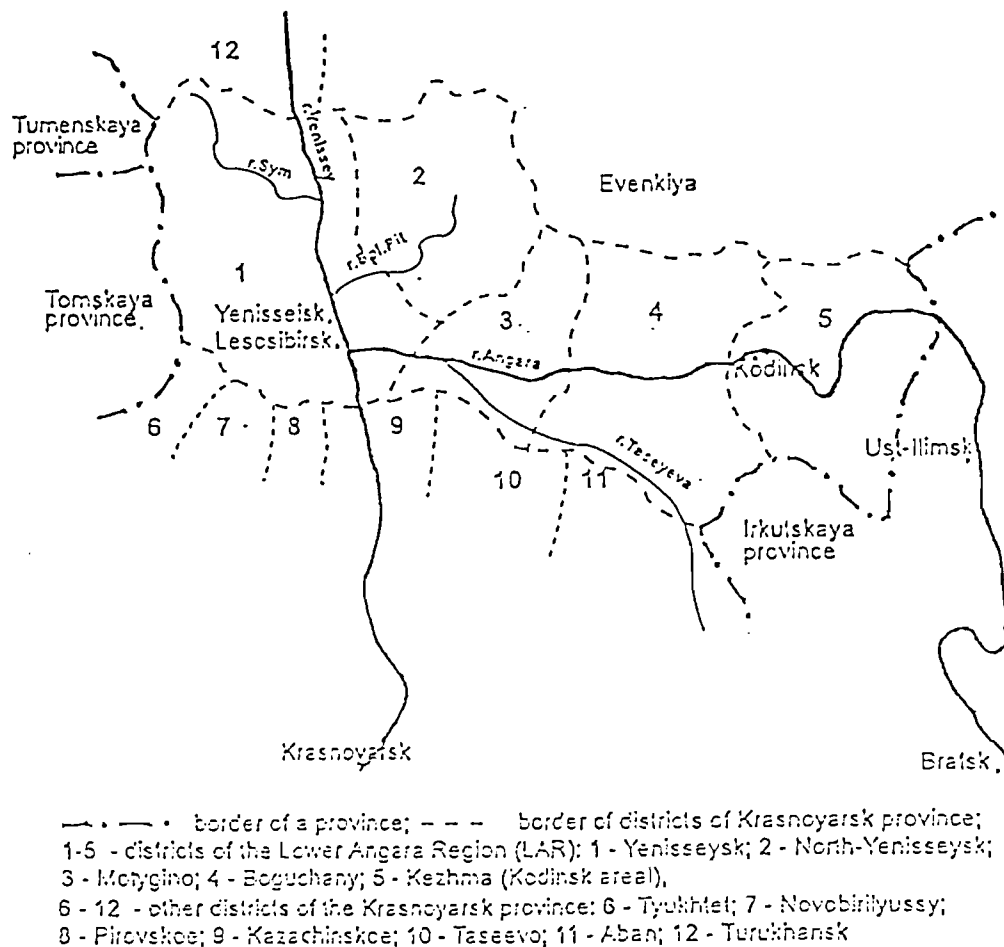 12
Tumenskaya
province
r.Yenissey
r.Sym
2
Evenkiya
r.Bol.Pit
1
Tomskaya
province.
Yenisseisk.
Lesosibirsk.
3
4
5
r.Angara
Kodinsk
6
7
8
9
10
11
r.Taseyeva
Ust-Ilimsk
Irkutskaya
province
Krasnoyarsk
Bratsk.
border of a province; border of districts of Krasnoyarsk province;
1-5 - districts of the Lower Angara Region (LAR): 1 - Yenisseysk; 2 - North-Yenisseysk;
3 - Motygino; 4 - Boguchany; 5 - Kezhma (Kodinsk area),
6 - 12 - other districts of the Krasnoyarsk province: 6 - Tyukhtet; 7 - Novobirilyussy;
8 - Pirovskoe; 9 - Kazachinskoe; 10 - Taseevo; 11 - Aban; 12 - Turukhansk